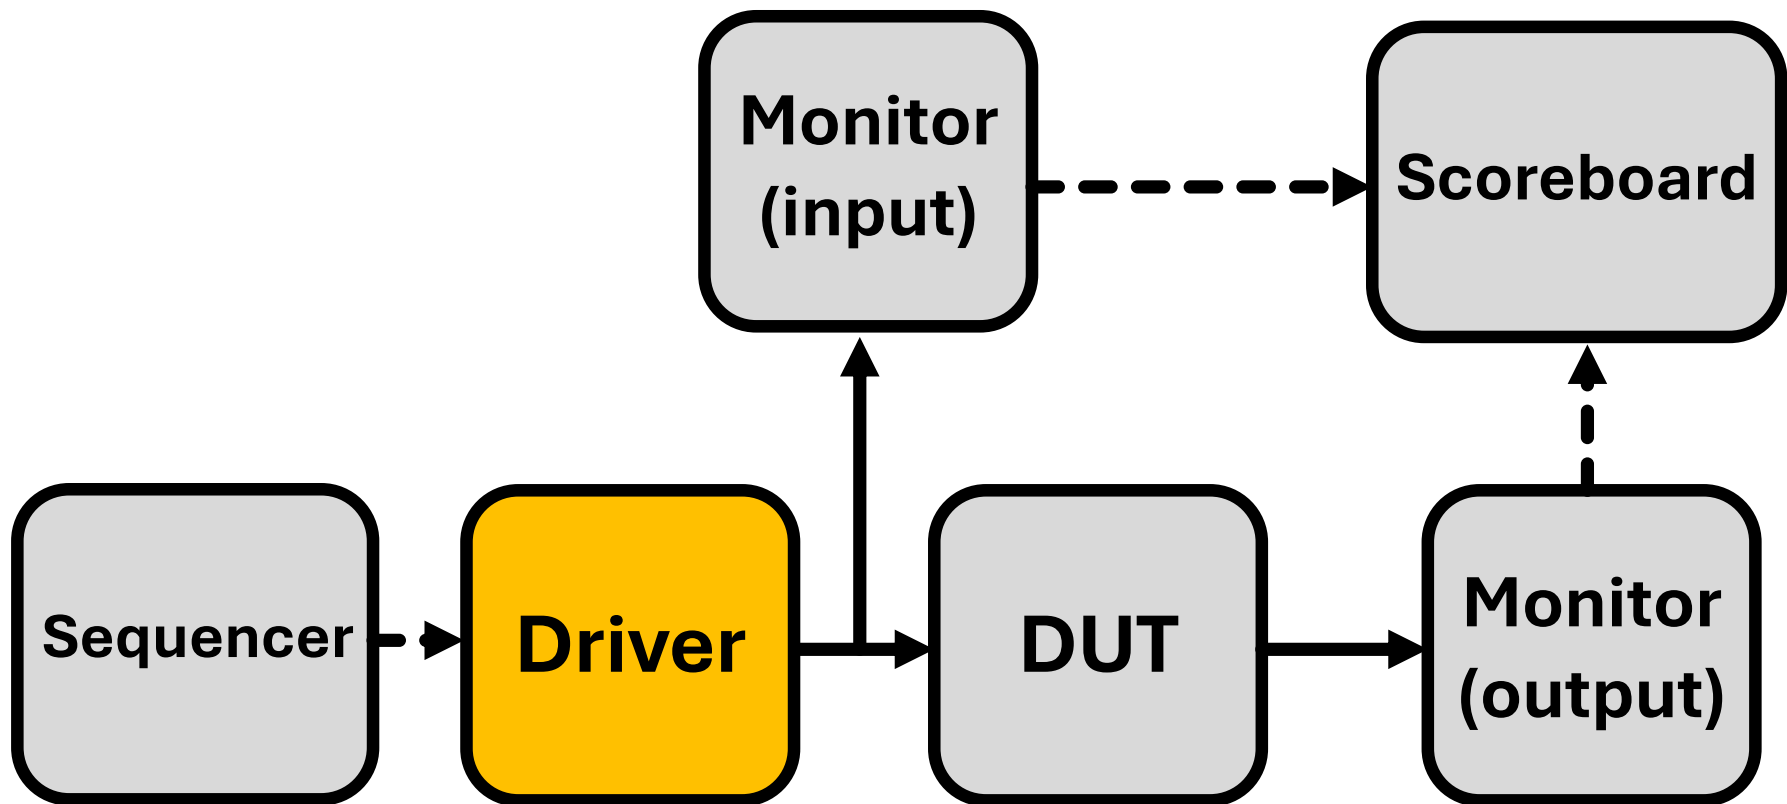 Monitor
(input)
Scoreboard
Sequencer
Driver
DUT
Monitor
(output)